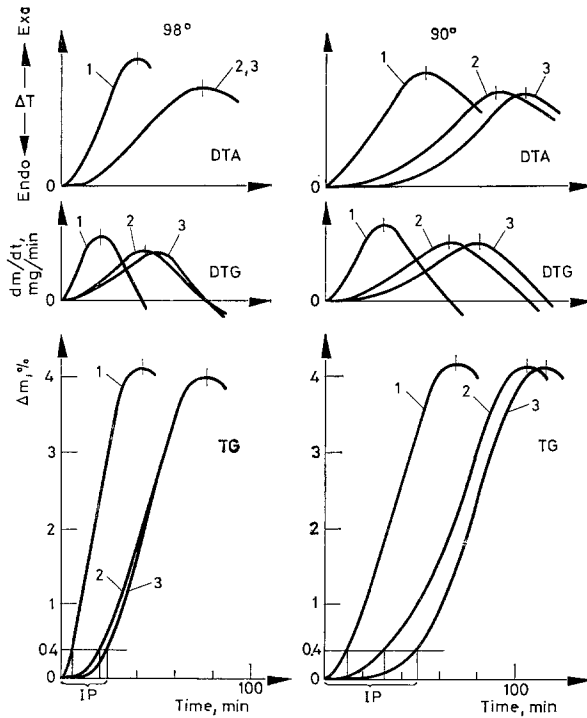 98°
90°
Endo ← ΔT → Exo
1
2,3
DTA
0
1
2
3
DTA
0
dm/dt, mg/min
1
2
3
DTG
0
1
2
3
DTG
0
Δm,%
4
3
2
1
0.4
0
1
2
3
TG
IP
100
Time, min
4
3
2
1
0,4
0
1
2
3
TG
IP
100
Time, min